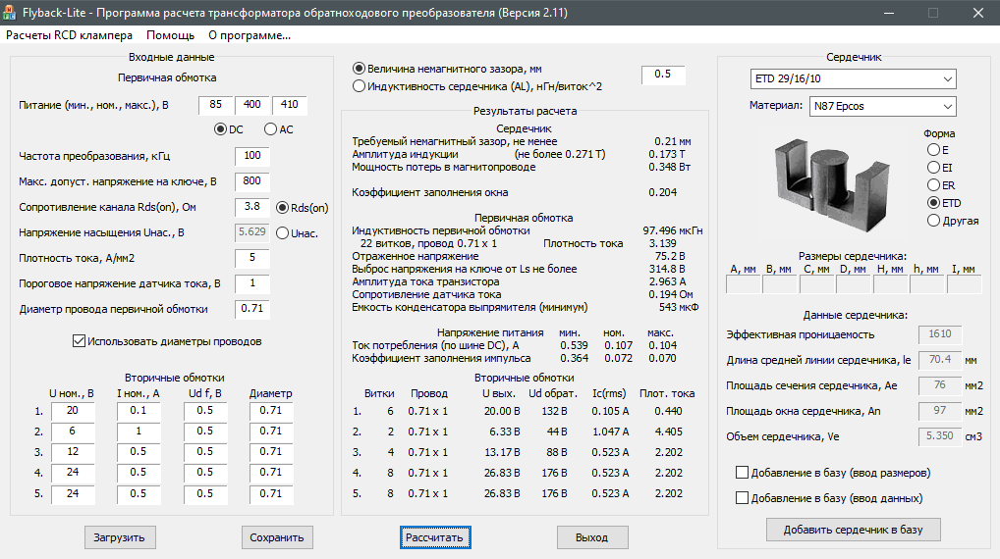 Flyback-Lite - Программа расчета трансформатора обратноходового преобразователя (Версия 2.11)
Расчеты RCD клампера Помощь О программе...
Входные данные
Первичная обмотка
Питание (мин., ном., макс.), В 85 400 410
DC AC
Частота преобразования, кГц 100
Макс. допуст. напряжение на ключе, В 800
Сопротивление канала Rds(on), Ом 3.8 Rds(on)
Напряжение насыщения Uнас., В 5.629 Uнас.
Плотность тока, А/мм2 5
Пороговое напряжение датчика тока, В 1
Диаметр провода первичной обмотки 0.71
Использовать диаметры проводов
Вторичные обмотки
U ном., В I ном., А Ud f, В Диаметр
1. 20 0.1 0.5 0.71
2. 6 1 0.5 0.71
3. 12 0.5 0.5 0.71
4. 24 0.5 0.5 0.71
5. 24 0.5 0.5 0.71
Загрузить Сохранить Рассчитать Выход
Величина немагнитного зазора, мм 0.5
Индуктивность сердечника (AL), нГн/виток^2
Результаты расчета
Сердечник
Требуемый немагнитный зазор, не менее 0.21 мм
Амплитуда индукции (не более 0.271 Т) 0.173 Т
Мощность потерь в магнитопроводе 0.348 Вт
Коэффициент заполнения окна 0.204
Первичная обмотка
Индуктивность первичной обмотки 97.496 мкГн
22 витков, провод 0.71 x 1 Плотность тока 3.139
Отраженное напряжение 75.2 В
Выброс напряжения на ключе от Ls не более 314.8 В
Амплитуда тока транзистора 2.963 А
Сопротивление датчика тока 0.194 Ом
Емкость конденсатора выпрямителя (минимум) 543 мкФ
Напряжение питания мин. ном. макс.
Ток потребления (по шине DC), А 0.539 0.107 0.104
Коэффициент заполнения импульса 0.364 0.072 0.070
Вторичные обмотки
Витки Провод U вых. Ud обрат. Ic(rms) Плот. тока
1. 6 0.71 x 1 20.00 В 132 В 0.105 А 0.440
2. 2 0.71 x 1 6.33 В 44 В 1.047 А 4.405
3. 4 0.71 x 1 13.17 В 88 В 0.523 А 2.202
4. 8 0.71 x 1 26.83 В 176 В 0.523 А 2.202
5. 8 0.71 x 1 26.83 В 176 В 0.523 А 2.202
Сердечник
ETD 29/16/10
Материал: N87 Epcos
Форма
E
EI
ER
ETD
Другая
Размеры сердечника:
A, мм B, мм C, мм D, мм H, мм h, мм I, мм
Данные сердечника:
Эффективная проницаемость 1610
Длина средней линии сердечника, le 70.4 мм
Площадь сечения сердечника, Ae 76 мм2
Площадь окна сердечника, An 97 мм2
Объем сердечника, Ve 5.350 см3
Добавление в базу (ввод размеров)
Добавление в базу (ввод данных)
Добавить сердечник в базу